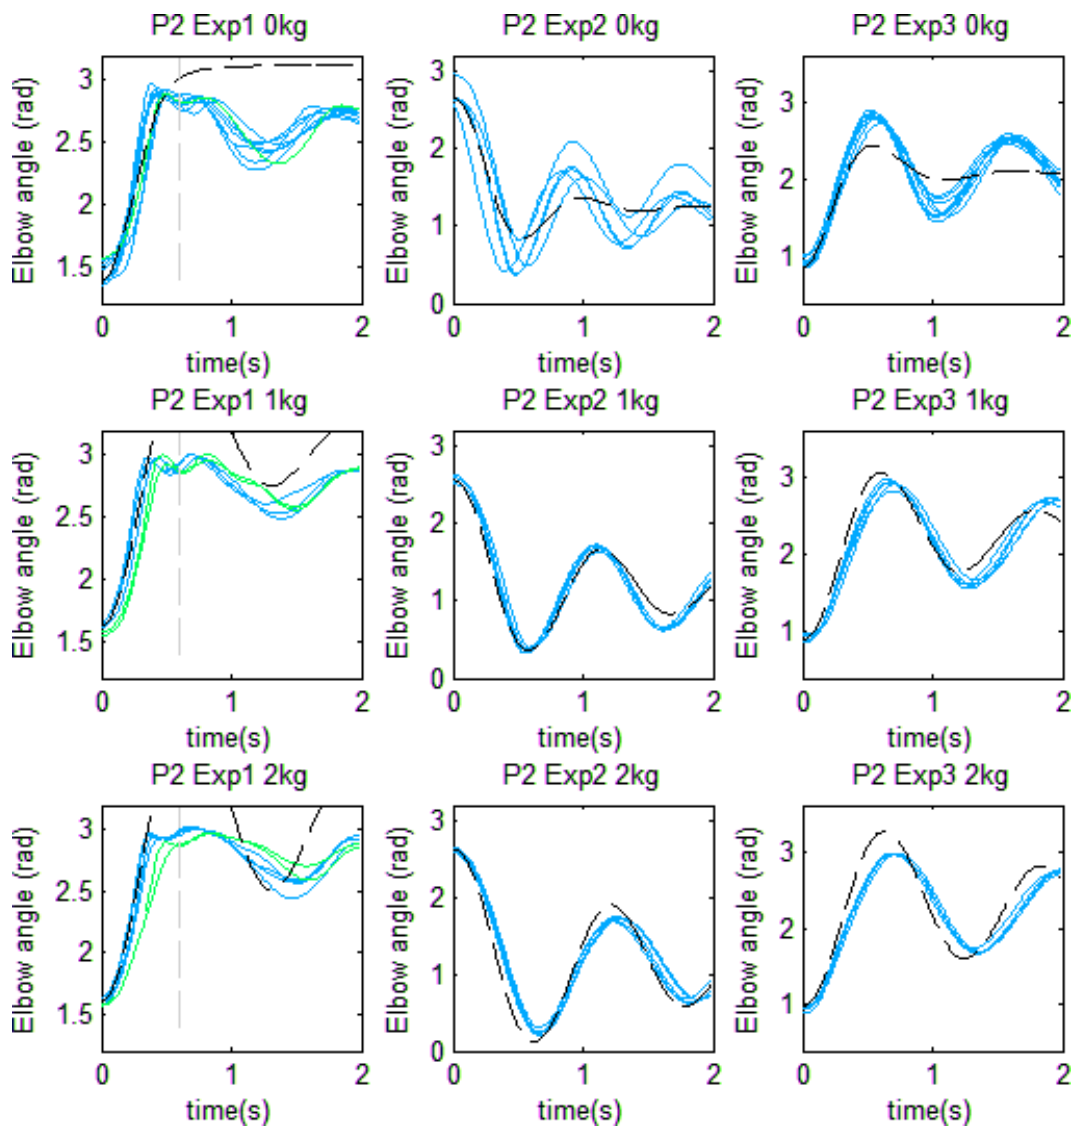 P2 Exp1 0kg
P2 Exp2 0kg
P2 Exp3 0kg
Elbow angle (rad)
3
2.5
2
1.5
0
1
2
time(s)
Elbow angle (rad)
3
2
1
0
0
1
2
time(s)
Elbow angle (rad)
3
2
1
0
1
2
time(s)
P2 Exp1 1kg
P2 Exp2 1kg
P2 Exp3 1kg
Elbow angle (rad)
3
2.5
2
1.5
0
1
2
time(s)
Elbow angle (rad)
3
2
1
0
0
1
2
time(s)
Elbow angle (rad)
3
2
1
0
1
2
time(s)
P2 Exp1 2kg
P2 Exp2 2kg
P2 Exp3 2kg
Elbow angle (rad)
3
2.5
2
1.5
0
1
2
time(s)
Elbow angle (rad)
3
2
1
0
0
1
2
time(s)
Elbow angle (rad)
3
2
1
0
1
2
time(s)